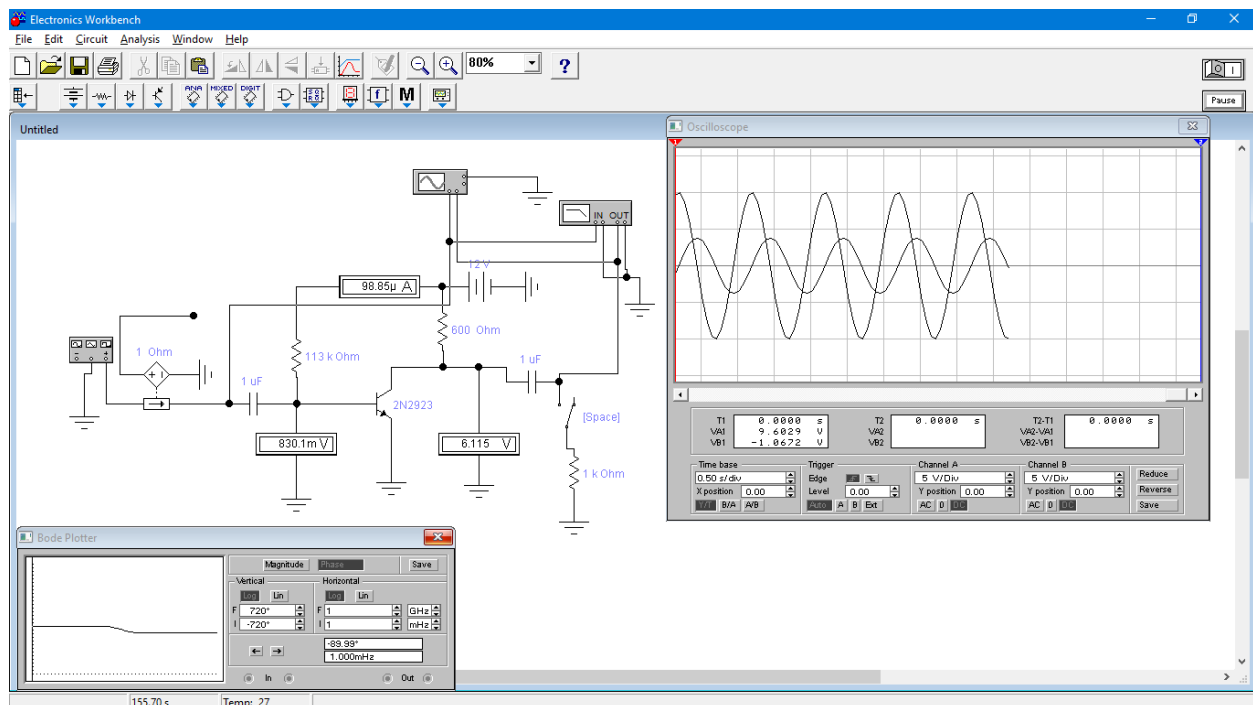 Electronics Workbench
File Edit Circuit Analysis Window Help
80% ?
ANA MIXED DIGIT
f M
Pause
Untitled
Oscilloscope
1 2
IN OUT
12 V
98.85µ A
600 Ohm
1 Ohm
113 k Ohm
1 uF
1 uF
2N2923
[Space]
830.1m V
6.115 V
1 k Ohm
T1 0.0000 s T2 0.0000 s T2-T1 0.0000 s
VA1 9.6029 V VA2 VA2-VA1
VB1 -1.0672 V VB2 VB2-VB1
Time base Trigger Channel A Channel B
0.50 s/div Edge 5 V/Div 5 V/Div Reduce
X position 0.00 Level 0.00 Y position 0.00 Y position 0.00 Reverse
Y/T B/A A/B Auto A B Ext AC 0 DC AC 0 DC Save
Bode Plotter
Magnitude Phase Save
Vertical Horizontal
Log Lin Log Lin
F 720° F 1 GHz
I -720° I 1 mHz
-89.99°
1.000mHz
In Out
155.70 s Temp: 27